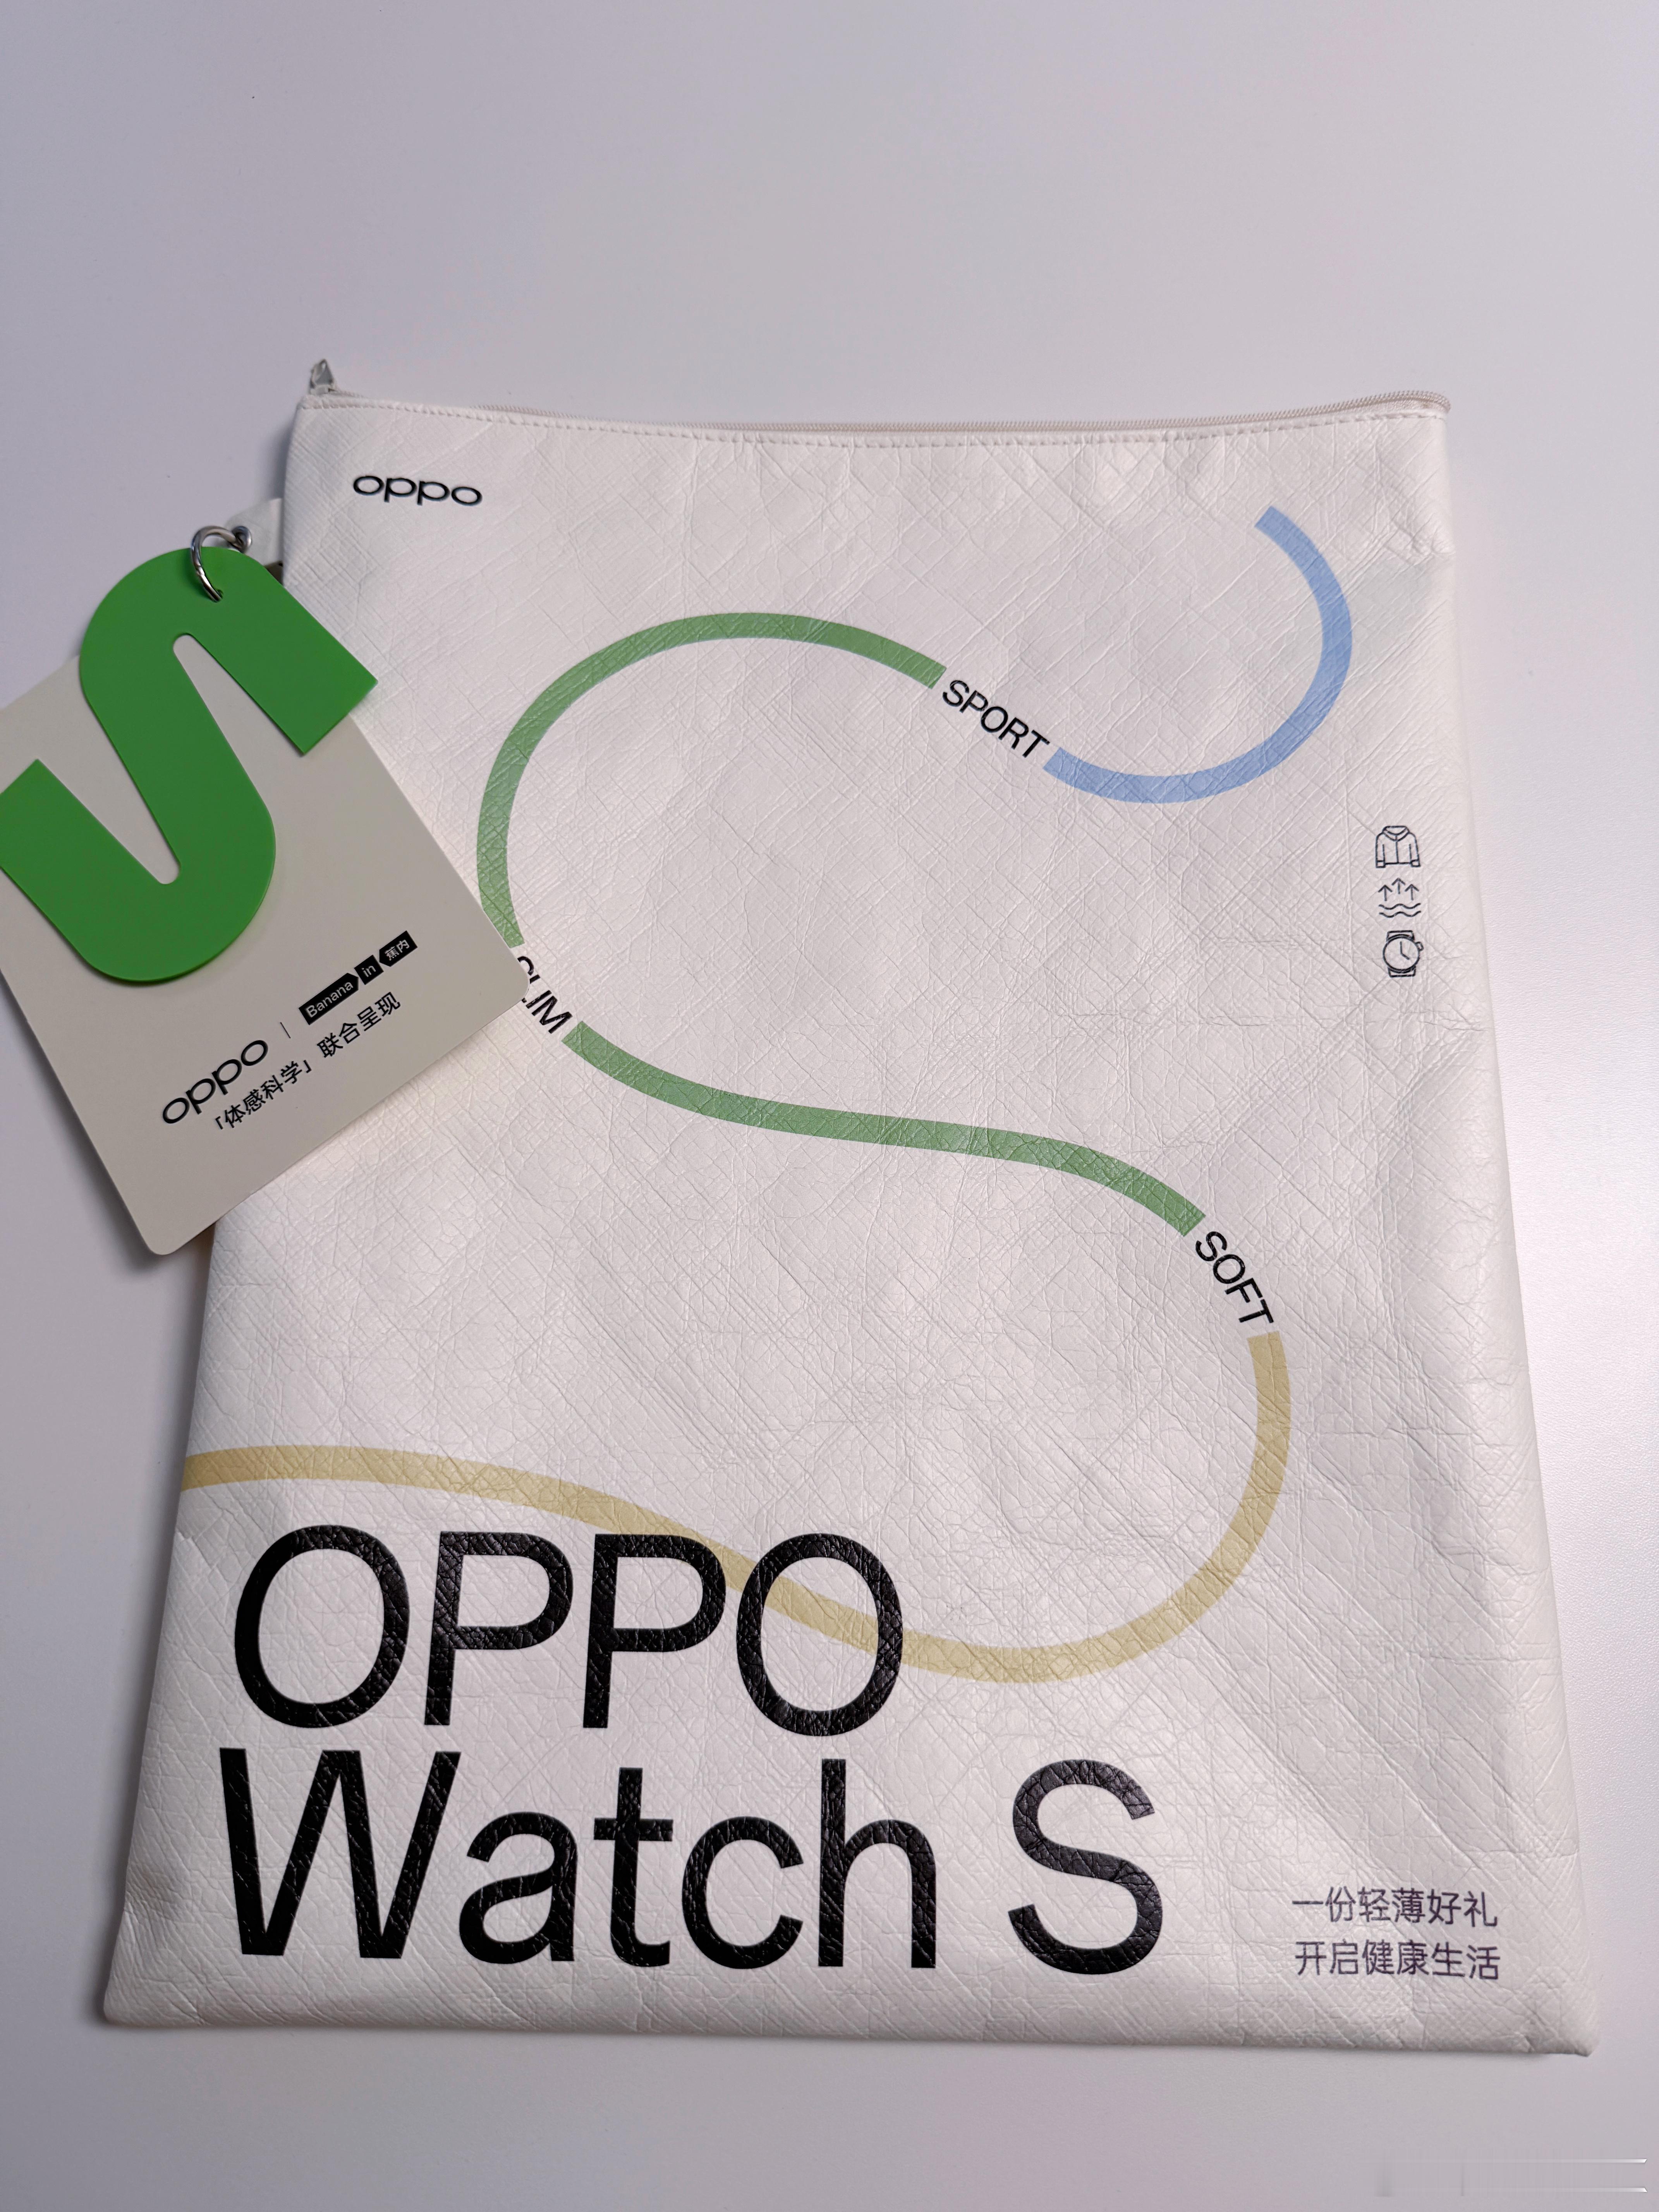 oppo
SPORT
SLIM
SOFT
oppo | Banana in 蕉内
「体感科学」联合呈现
OPPO
Watch S
一份轻薄好礼
开启健康生活